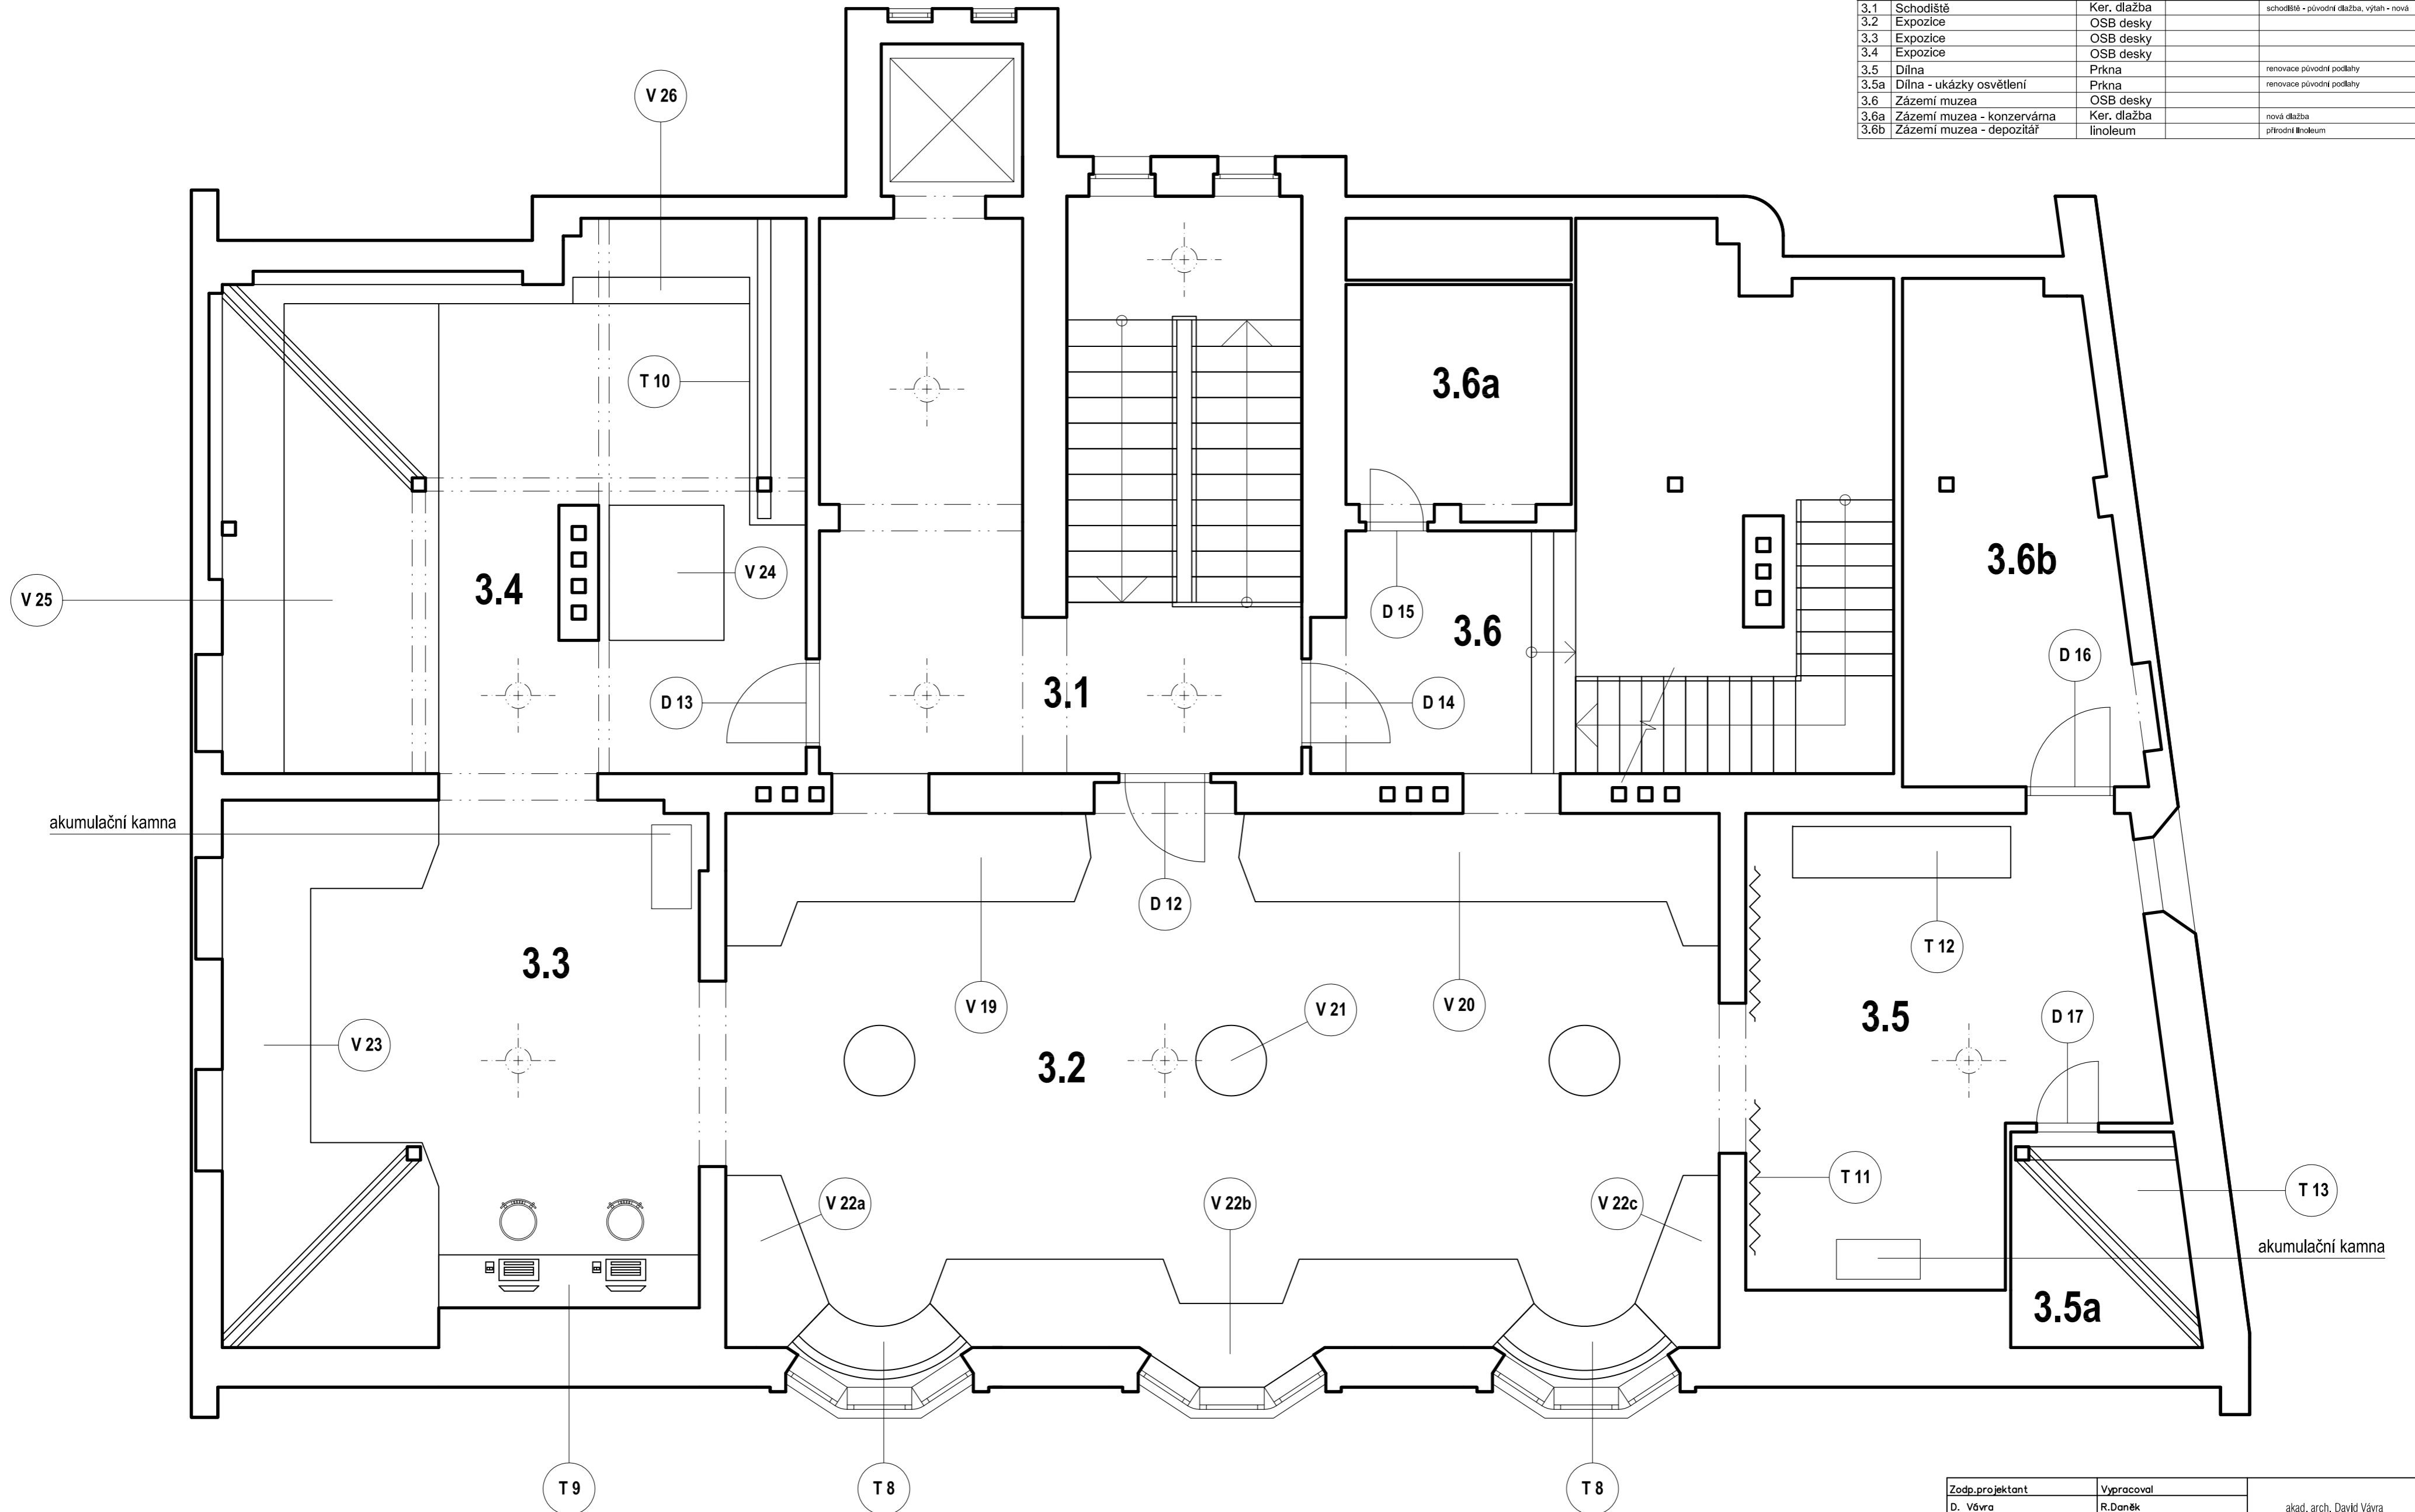 3.1 Schodiště Ker. dlažba schodiště - původní dlažba, výtah - nová
3.2 Expozice OSB desky
3.3 Expozice OSB desky
3.4 Expozice OSB desky
3.5 Dílna Prkna renovace původní podlahy
3.5a Dílna - ukázky osvětlení Prkna renovace původní podlahy
3.6 Zázemí muzea OSB desky
3.6a Zázemí muzea - konzervárna Ker. dlažba nová dlažba
3.6b Zázemí muzea - depozitář linoleum přírodní linoleum
V 26
T 10
3.6a
V 24
3.4
V 25
3.6b
D 15
3.6
D 16
D 13
3.1
D 14
akumulační kamna
D 12
T 12
3.3
V 19
V 21
V 20
3.5
D 17
V 23
3.2
T 11
T 13
V 22a
V 22b
V 22c
akumulační kamna
3.5a
T 9
T 8
T 8
Zodp.projektant Vypracoval
D. Vávra R.Daněk akad. arch. David Vávra